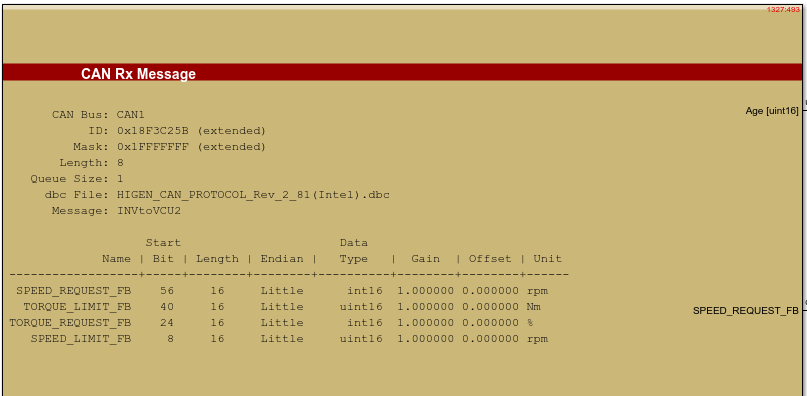 1327:493
CAN Rx Message
Age [uint16]
CAN Bus: CAN1
ID: 0x18F3C25B (extended)
Mask: 0x1FFFFFFF (extended)
Length: 8
Queue Size: 1
dbc File: HIGEN_CAN_PROTOCOL_Rev_2_81(Intel).dbc
Message: INVtoVCU2
Start Data
Name | Bit | Length | Endian | Type | Gain | Offset | Unit
------------------+-----+--------+--------+----------+--------+--------+------
SPEED_REQUEST_FB 56 16 Little int16 1.000000 0.000000 rpm
TORQUE_LIMIT_FB 40 16 Little uint16 1.000000 0.000000 Nm
TORQUE_REQUEST_FB 24 16 Little int16 1.000000 0.000000 %
SPEED_LIMIT_FB 8 16 Little uint16 1.000000 0.000000 rpm
SPEED_REQUEST_FB